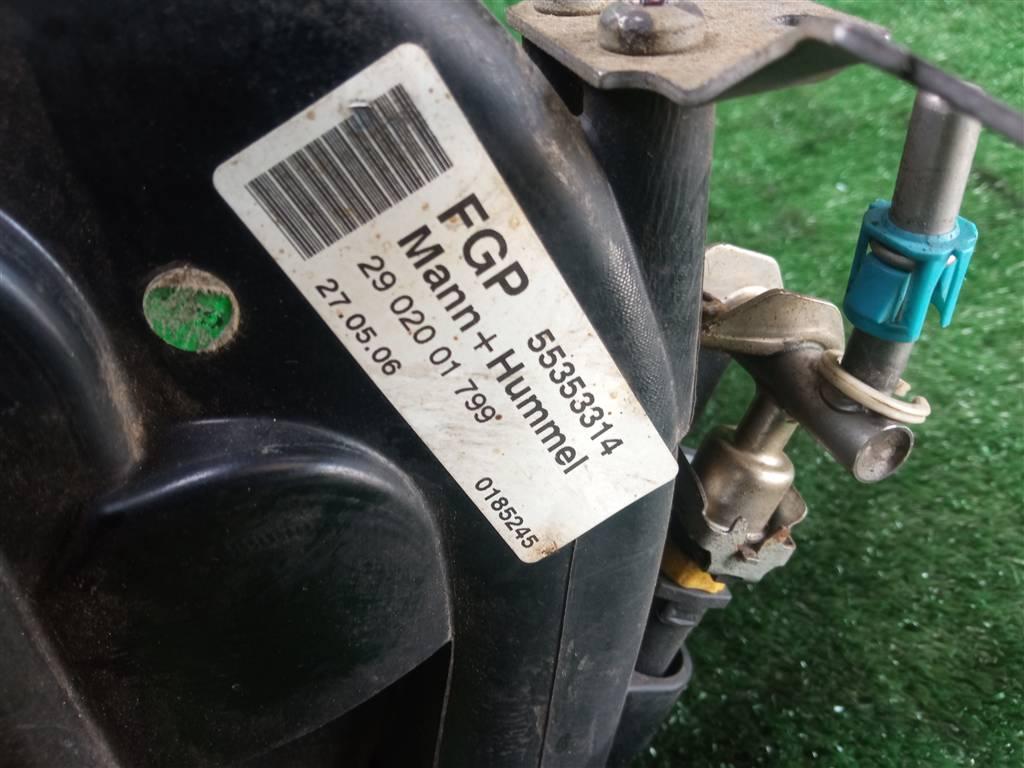 FGP 55353314
Mann+Hummel
29 020 01 799
27.05.06 0185245